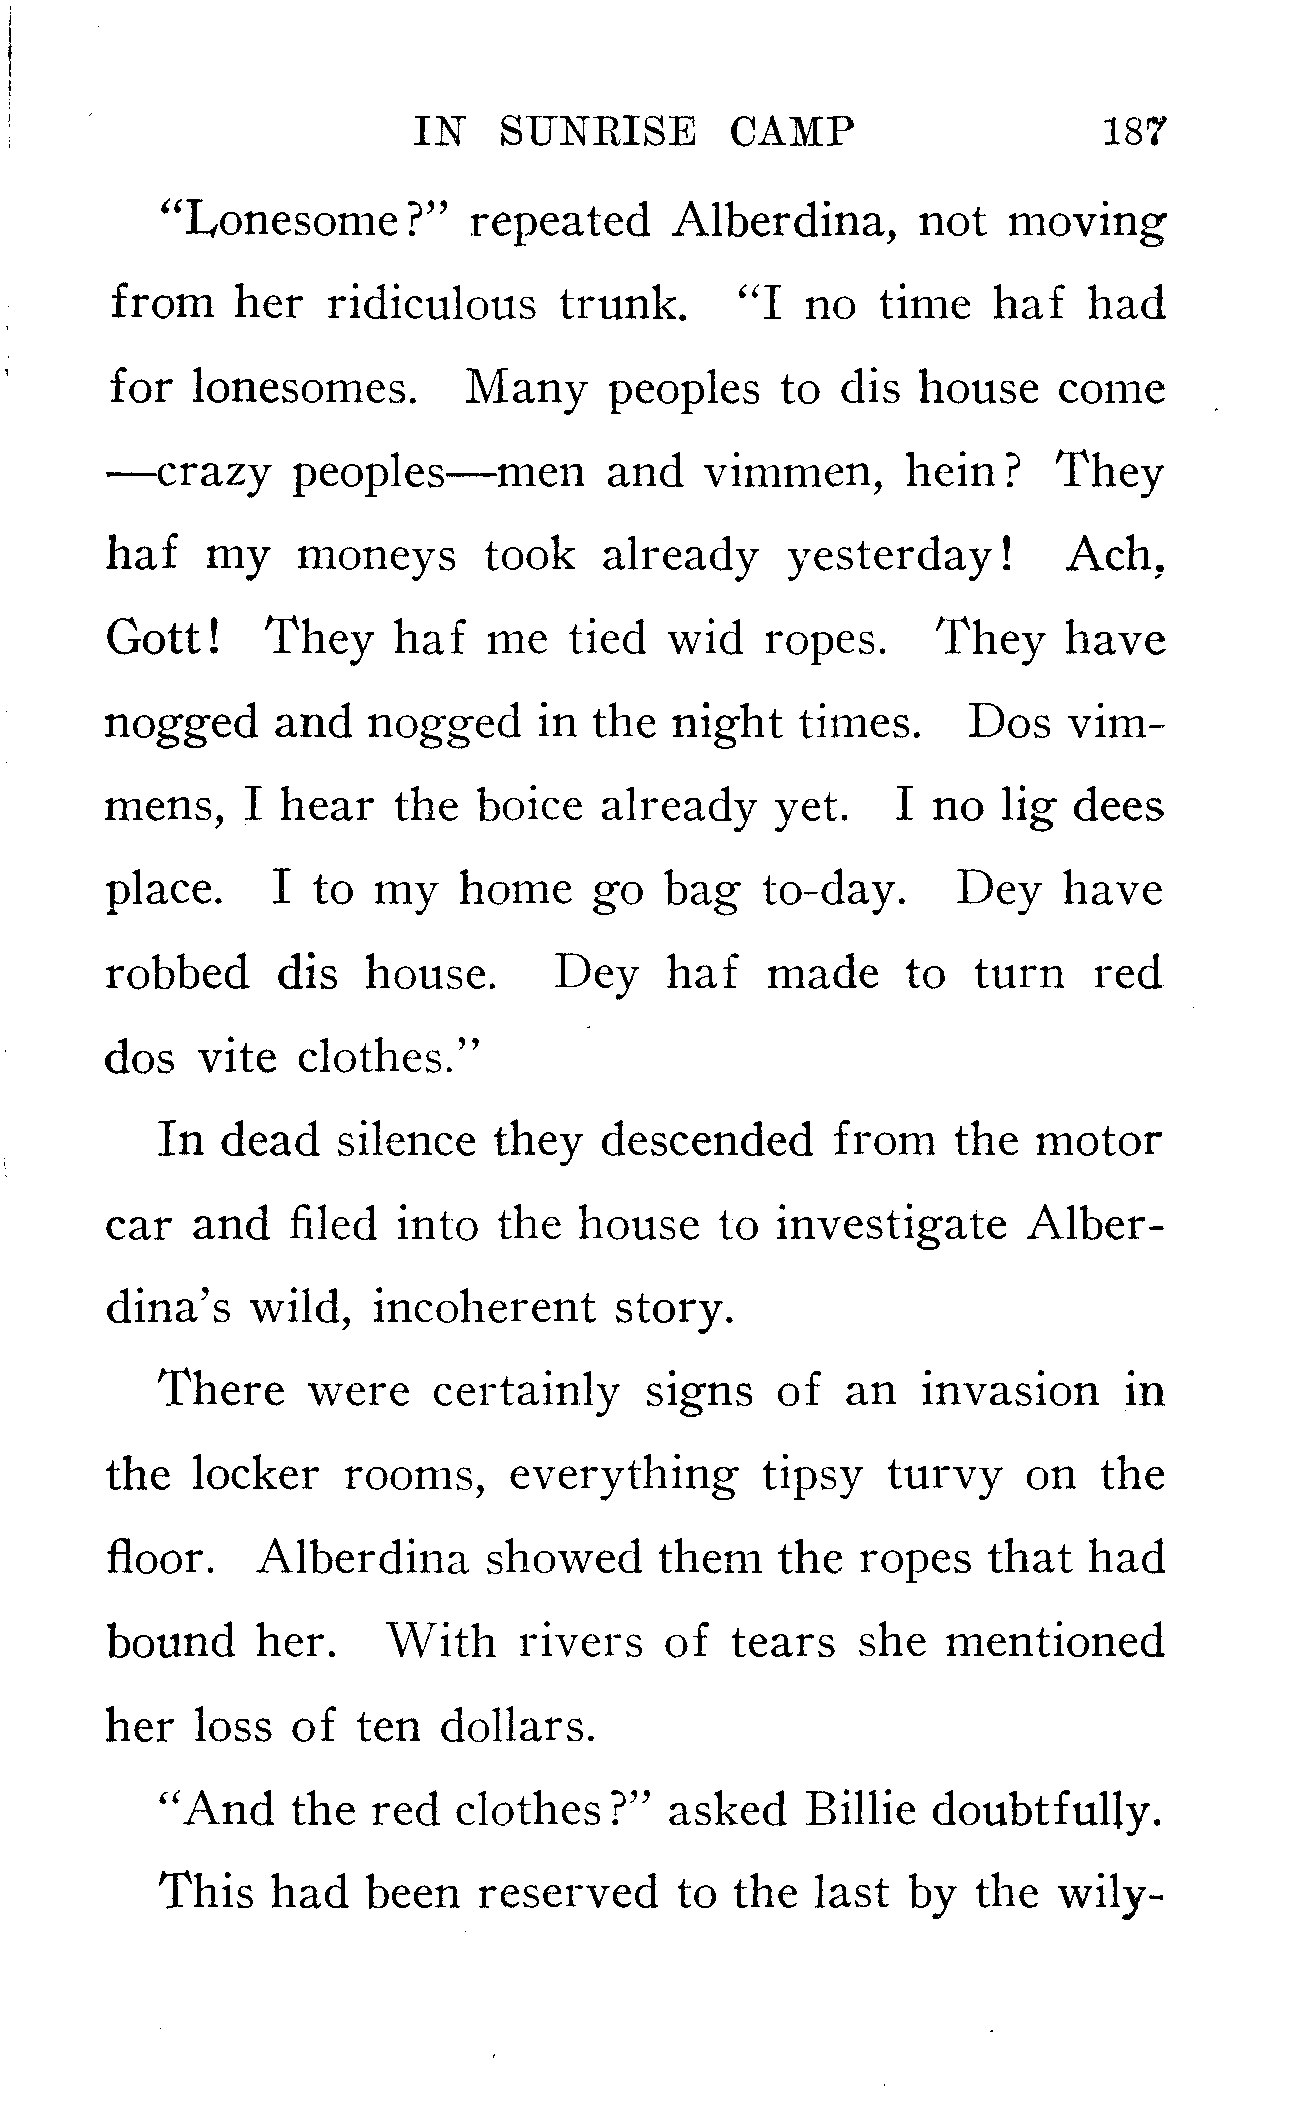 IN SUNRISE CAMP 187
"Lonesome?" repeated Alberdina, not moving
from her ridiculous trunk. "I no time haf had
for lonesomes. Many peoples to dis house come
—crazy peoples—men and vimmen, hein? They
haf my moneys took already yesterday! Ach,
Gott! They haf me tied wid ropes. They have
nogged and nogged in the night times. Dos vim-
mens, I hear the boice already yet. I no lig dees
place. I to my home go bag to-day. Dey have
robbed dis house. Dey haf made to turn red
dos vite clothes."
In dead silence they descended from the motor
car and filed into the house to investigate Alber-
dina's wild, incoherent story.
There were certainly signs of an invasion in
the locker rooms, everything tipsy turvy on the
floor. Alberdina showed them the ropes that had
bound her. With rivers of tears she mentioned
her loss of ten dollars.
"And the red clothes?" asked Billie doubtfully.
This had been reserved to the last by the wily-